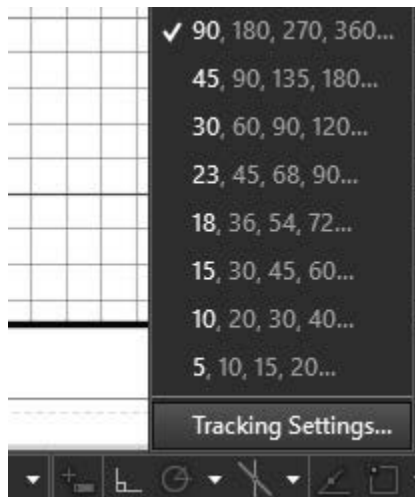 90, 180, 270, 360...
45, 90, 135, 180...
30, 60, 90, 120...
23, 45, 68, 90...
18, 36, 54, 72...
15, 30, 45, 60...
10, 20, 30, 40...
5, 10, 15, 20...
Tracking Settings...